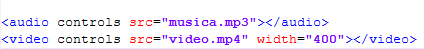 <audio controls src="musica.mp3"></audio>
<video controls src="video.mp4" width="400"></video>